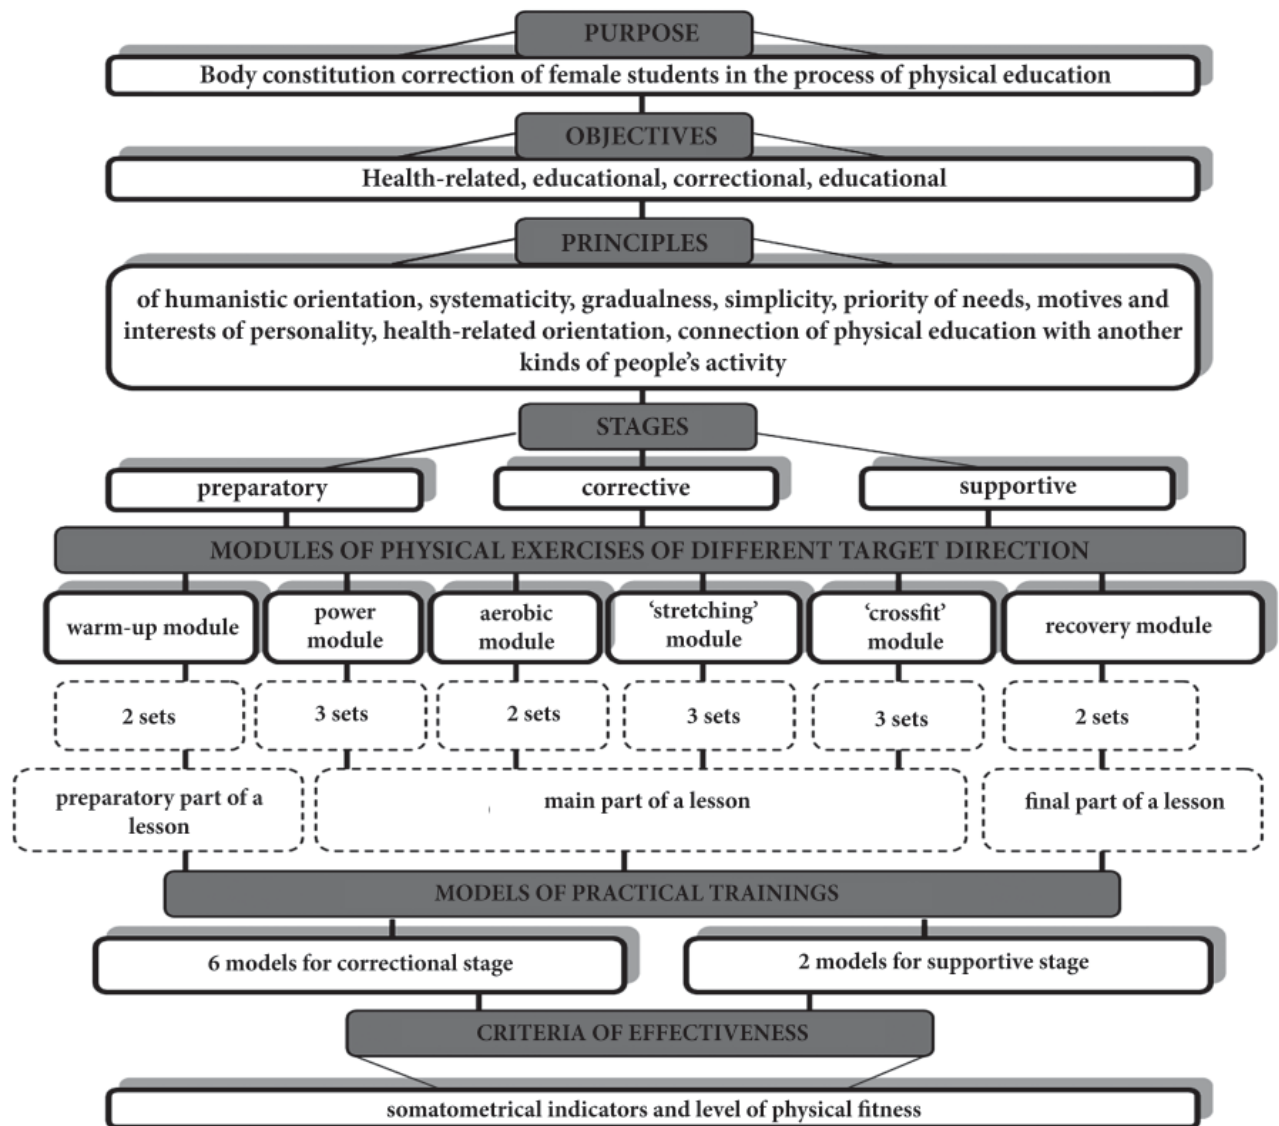 PURPOSE
Body constitution correction of female students in the process of physical education
OBJECTIVES
Health-related, educational, correctional, educational
PRINCIPLES
of humanistic orientation, systematicity, gradualness, simplicity, priority of needs, motives and
interests of personality, health-related orientation, connection of physical education with another
kinds of people’s activity
STAGES
preparatory
corrective
supportive
MODULES OF PHYSICAL EXERCISES OF DIFFERENT TARGET DIRECTION
warm-up module
power
module
aerobic
module
‘stretching’
module
‘crossfit’
module
recovery module
2 sets
3 sets
2 sets
3 sets
3 sets
2 sets
preparatory part of a
lesson
main part of a lesson
final part of a lesson
MODELS OF PRACTICAL TRAININGS
6 models for correctional stage
2 models for supportive stage
CRITERIA OF EFFECTIVENESS
somatometrical indicators and level of physical fitness